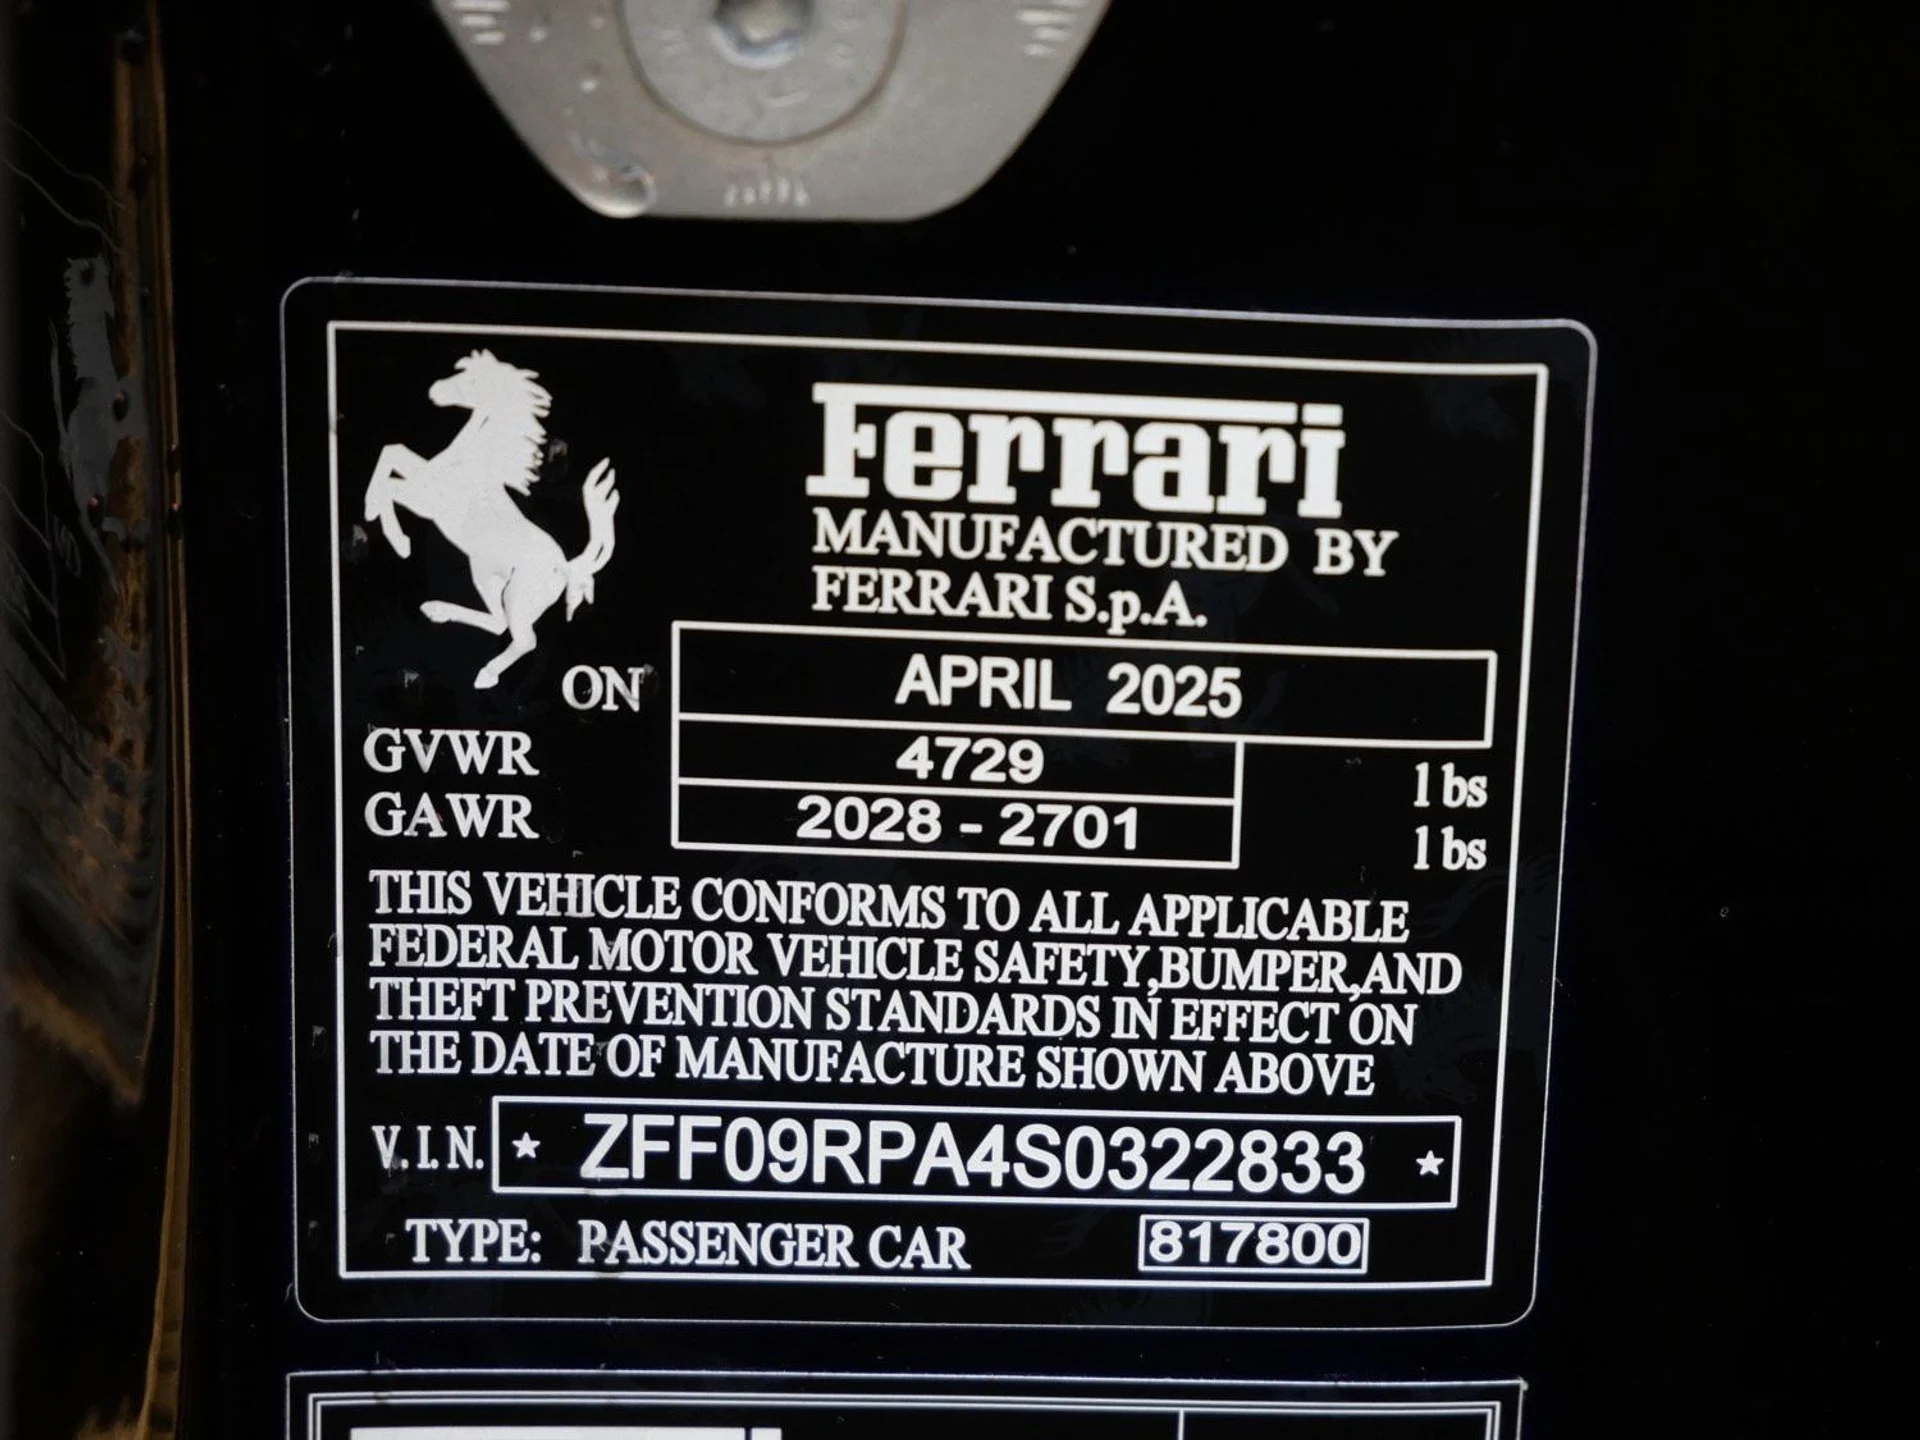 Ferrari
MANUFACTURED BY
FERRARI S.p.A.
ON APRIL 2025
GVWR 4729 lbs
GAWR 2028 - 2701 lbs
THIS VEHICLE CONFORMS TO ALL APPLICABLE
FEDERAL MOTOR VEHICLE SAFETY,BUMPER,AND
THEFT PREVENTION STANDARDS IN EFFECT ON
THE DATE OF MANUFACTURE SHOWN ABOVE
V.I.N. ★ ZFF09RPA4S0322833 ★
TYPE: PASSENGER CAR 817800